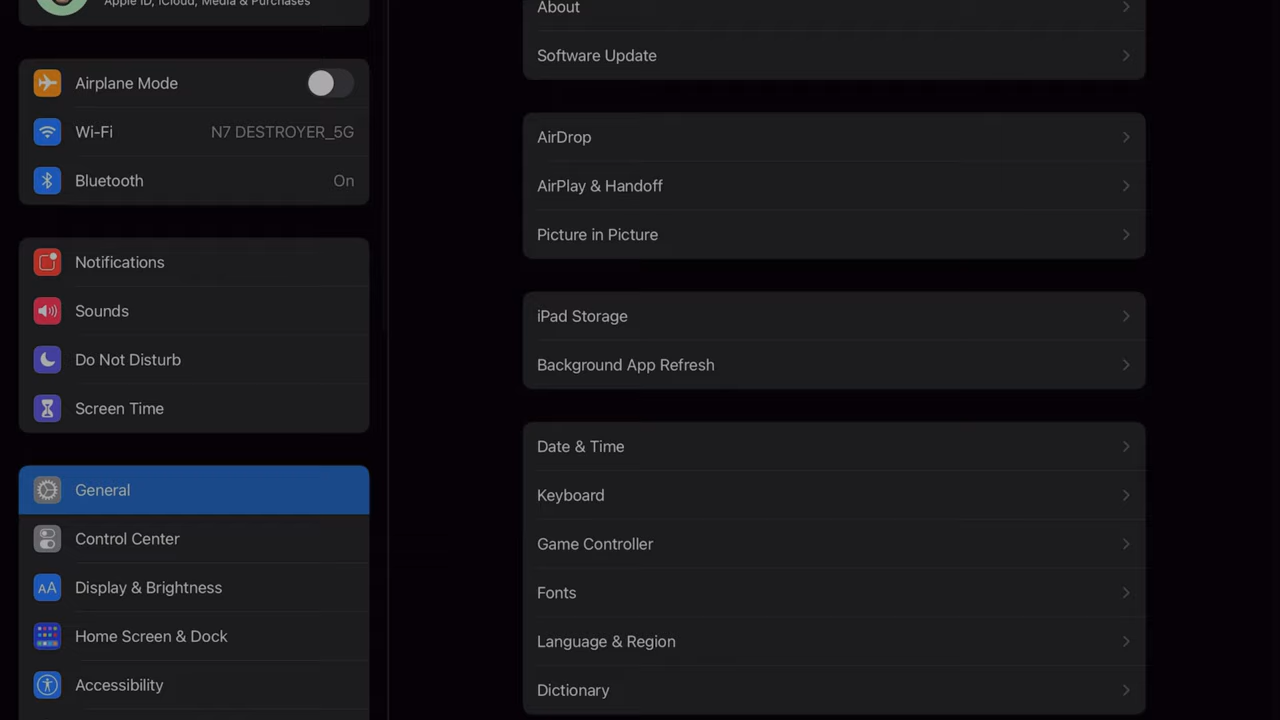 Apple ID, iCloud, Media & Purchases
Airplane Mode
Wi-Fi N7 DESTROYER_5G
Bluetooth On
Notifications
Sounds
Do Not Disturb
Screen Time
General
Control Center
AA Display & Brightness
Home Screen & Dock
Accessibility
About
Software Update
AirDrop
AirPlay & Handoff
Picture in Picture
iPad Storage
Background App Refresh
Date & Time
Keyboard
Game Controller
Fonts
Language & Region
Dictionary